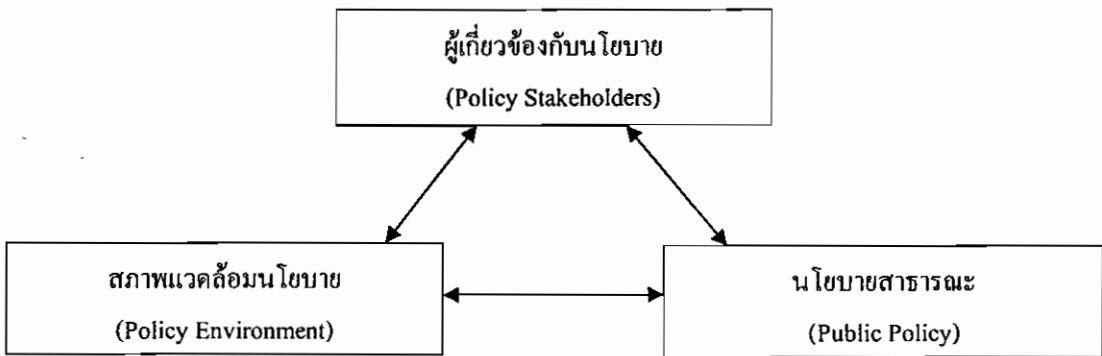 ผู้เกี่ยวข้องกับนโยบาย
(Policy Stakeholders)
สภาพแวดล้อมนโยบาย
(Policy Environment)
นโยบายสาธารณะ
(Public Policy)